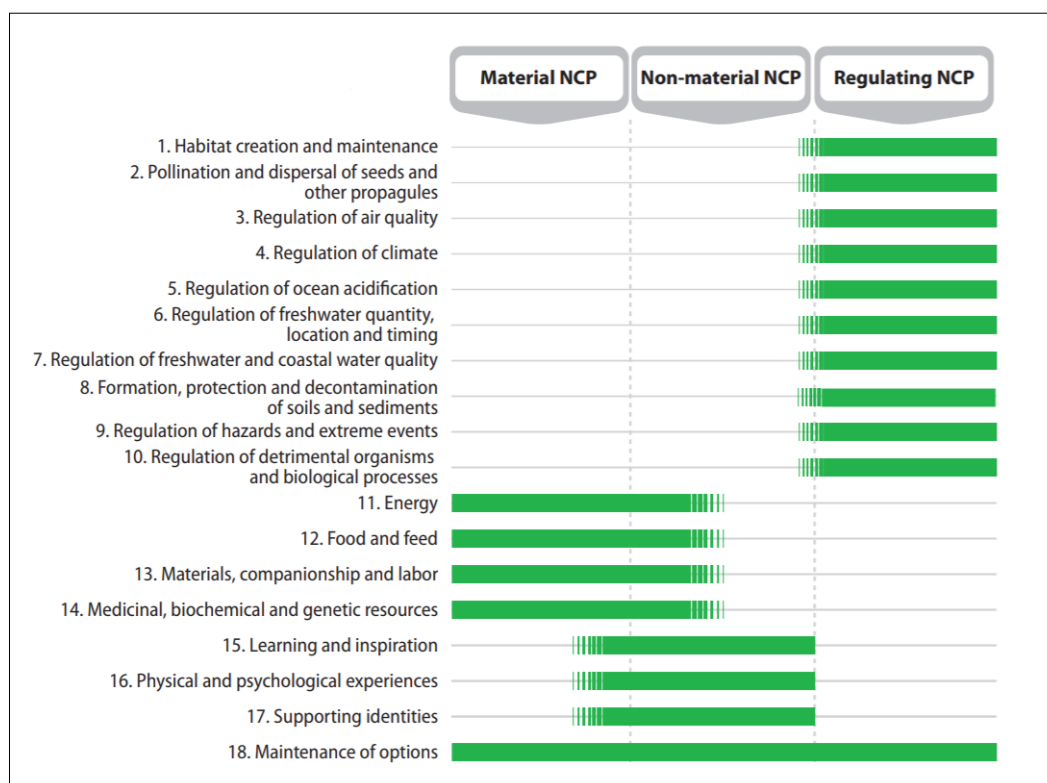 Material NCP Non-material NCP Regulating NCP
1. Habitat creation and maintenance
2. Pollination and dispersal of seeds and
other propagules
3. Regulation of air quality
4. Regulation of climate
5. Regulation of ocean acidification
6. Regulation of freshwater quantity,
location and timing
7. Regulation of freshwater and coastal water quality
8. Formation, protection and decontamination
of soils and sediments
9. Regulation of hazards and extreme events
10. Regulation of detrimental organisms
and biological processes
11. Energy
12. Food and feed
13. Materials, companionship and labor
14. Medicinal, biochemical and genetic resources
15. Learning and inspiration
16. Physical and psychological experiences
17. Supporting identities
18. Maintenance of options